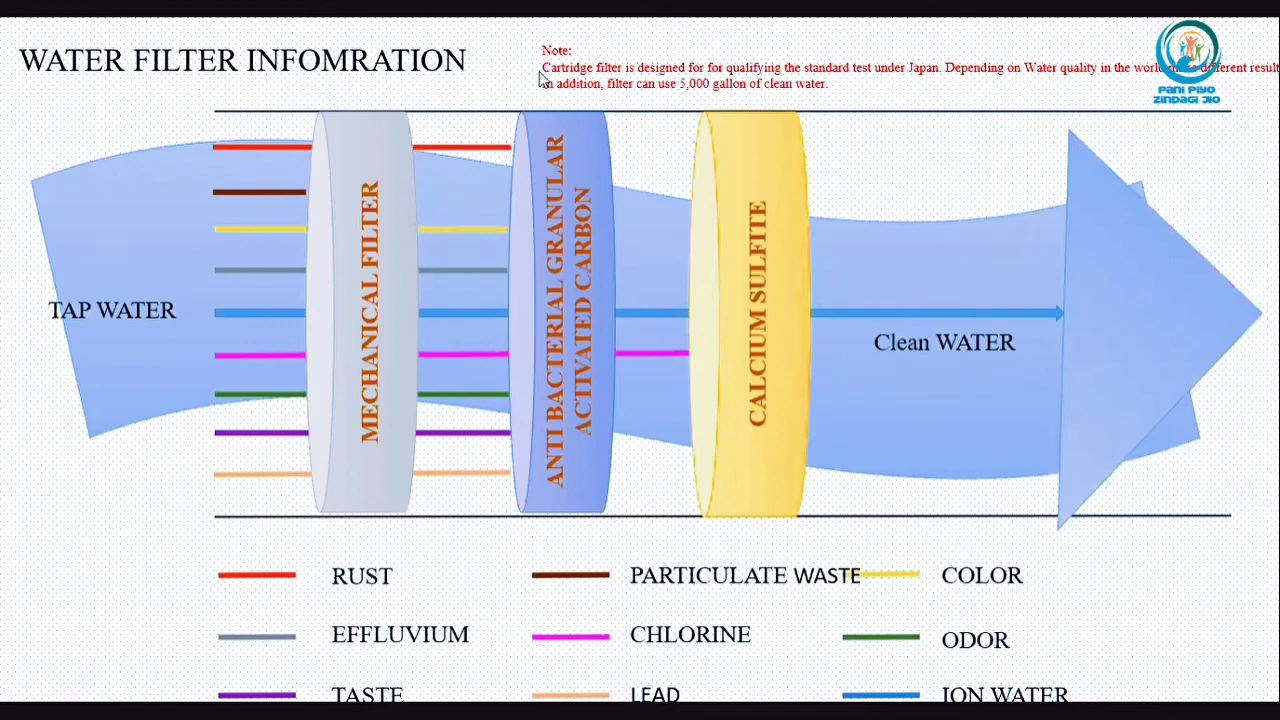 WATER FILTER INFOMRATION
Note:
Cartridge filter is designed for for qualifying the standard test under Japan. Depending on Water quality in the different result
In addition, filter can use 5,000 gallon of clean water.
PANI PIYO
ZINDAGI JIO
TAP WATER
MECHANICAL FILTER
ANTI BACTERIAL GRANULAR
ACTIVATED CARBON
CALCIUM SULFITE
Clean WATER
RUST
PARTICULATE WASTE
COLOR
EFFLUVIUM
CHLORINE
ODOR
TASTE
LEAD
ION WATER